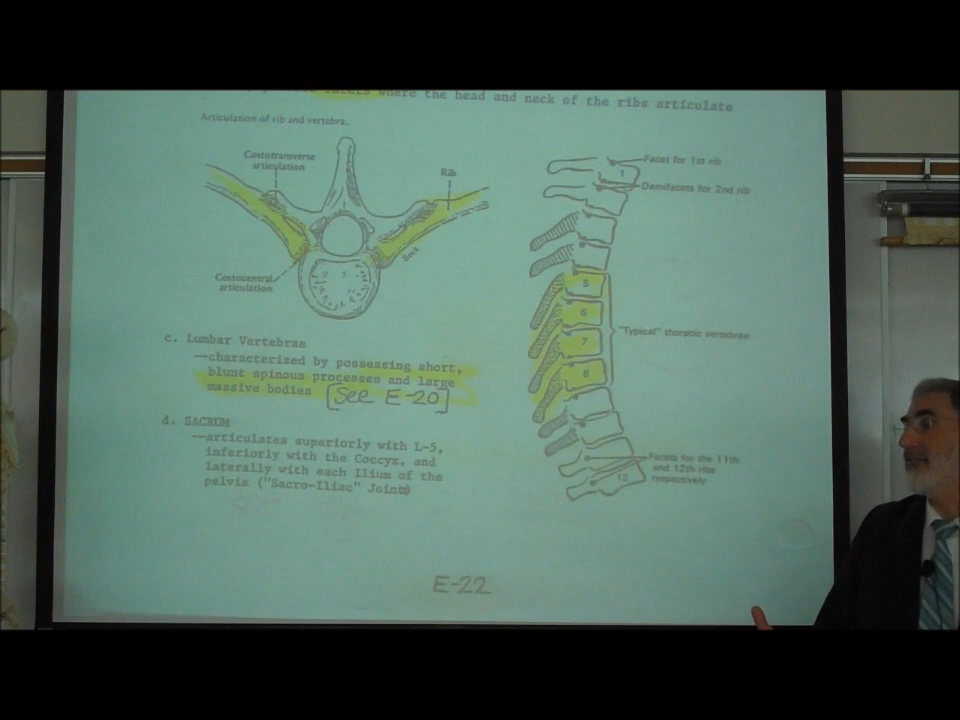 facets where the head and neck of the ribs articulate
Articulation of rib and vertebra.
Costotransverse
articulation
Rib
Neck
Costocentral
articulation
Facet for 1st rib
1
Demifacets for 2nd rib
5
6
7
8
"Typical" thoracic vertebrae
Facets for the 11th
and 12th ribs
respectively
12
c. Lumbar Vertebrae
--characterized by possessing short,
blunt spinous processes and large
massive bodies [See E-20]
d. SACRUM
--articulates superiorly with L-5,
inferiorly with the Coccyx, and
laterally with each Ilium of the
pelvis ("Sacro-Iliac" Joints)
E-22